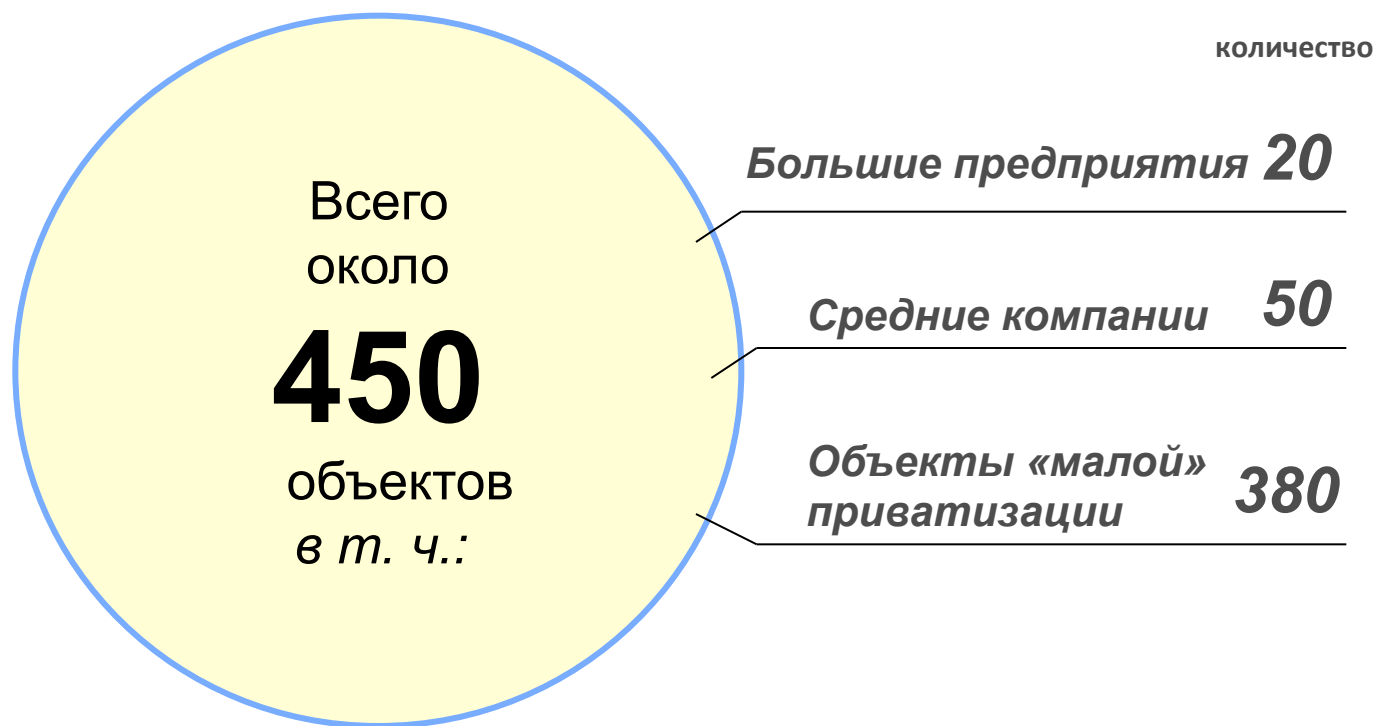 количество
Всего
около
450
объектов
в т. ч.:
Большие предприятия 20
Средние компании 50
Объекты «малой»
приватизации 380